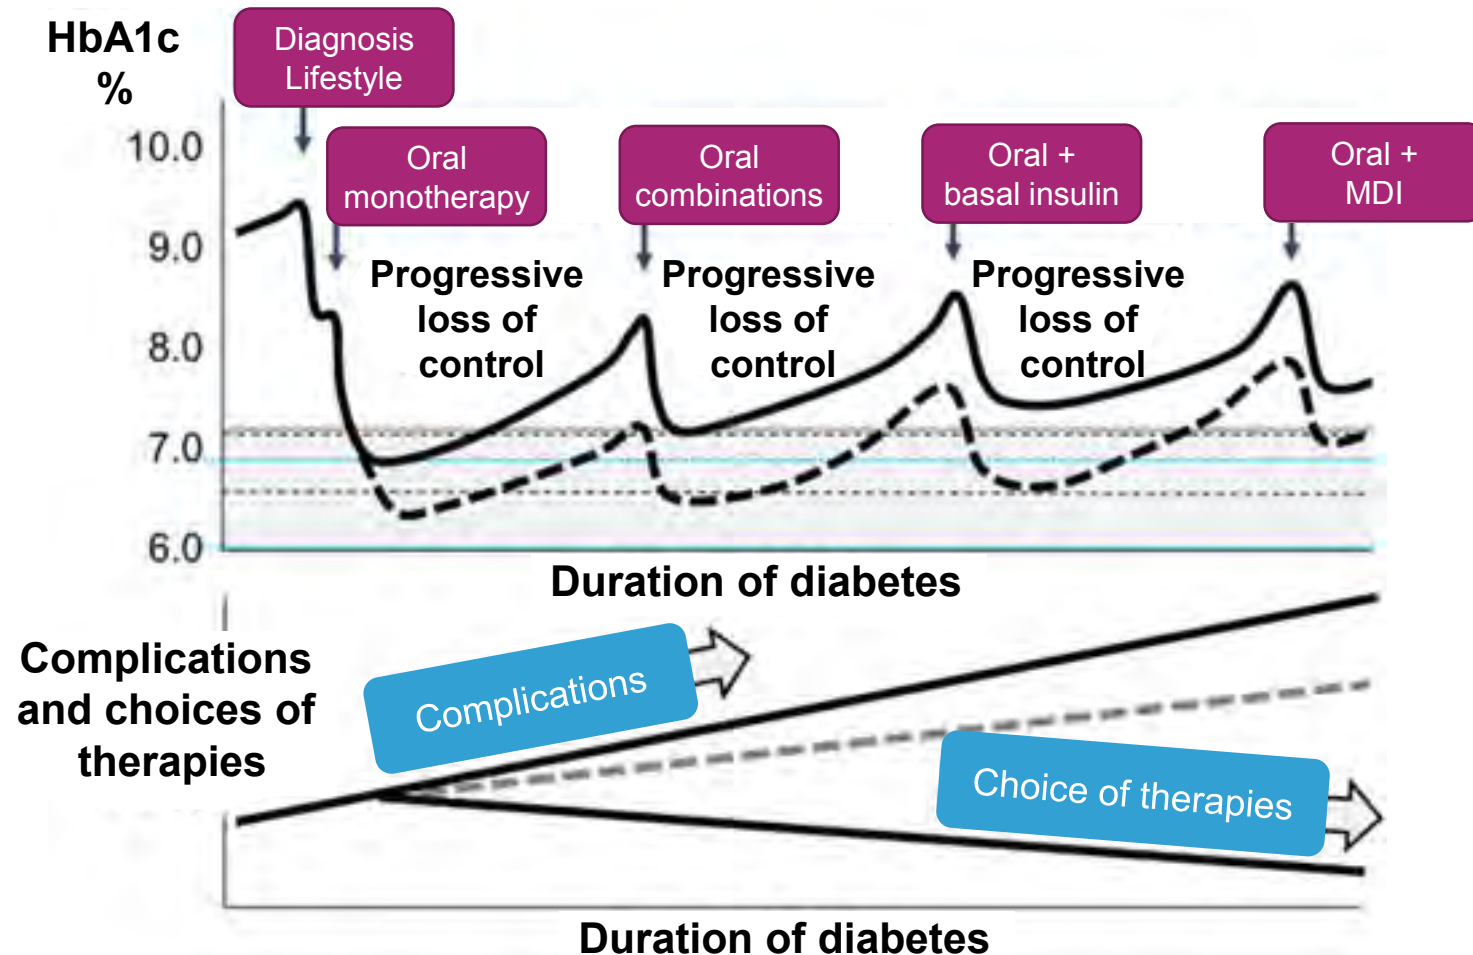 HbA1c
%
Diagnosis
Lifestyle
10.0
9.0
8.0
7.0
6.0
Oral
monotherapy
Oral
combinations
Oral +
basal insulin
Oral +
MDI
Progressive
loss of
control
Progressive
loss of
control
Progressive
loss of
control
Duration of diabetes
Complications
and choices of
therapies
Complications
Choice of therapies
Duration of diabetes